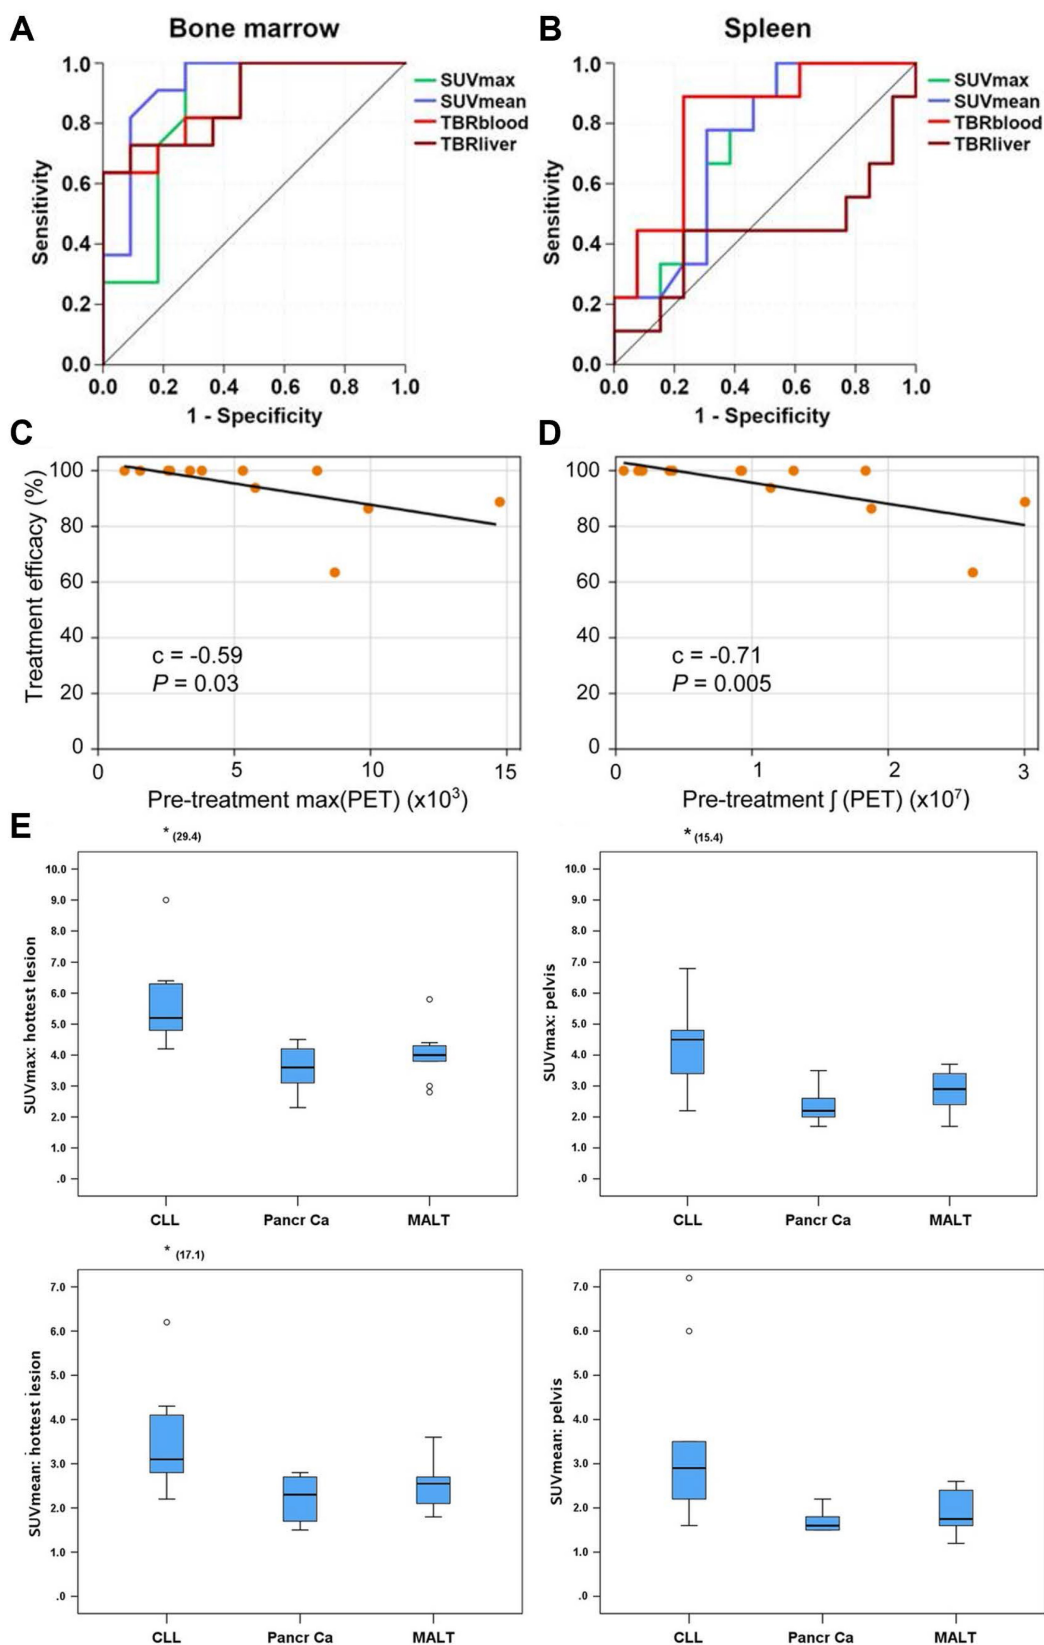 A
Bone marrow
1.0
0.8
0.6
0.4
0.2
0.0
Sensitivity
0.0 0.2 0.4 0.6 0.8 1.0
1 - Specificity
SUVmax
SUVmean
TBRblood
TBRliver
B
Spleen
1.0
0.8
0.6
0.4
0.2
0.0
Sensitivity
0.0 0.2 0.4 0.6 0.8 1.0
1 - Specificity
SUVmax
SUVmean
TBRblood
TBRliver
C
Treatment efficacy (%)
100
80
60
40
20
0
c = -0.59
P = 0.03
0 5 10 15
Pre-treatment max(PET) (x10³)
D
100
80
60
40
20
0
c = -0.71
P = 0.005
0 1 2 3
Pre-treatment ∫ (PET) (x10⁷)
E
* (29.4)
SUVmax: hottest lesion
10.0
9.0
8.0
7.0
6.0
5.0
4.0
3.0
2.0
1.0
.0
CLL Pancr Ca MALT
* (15.4)
SUVmax: pelvis
10.0
9.0
8.0
7.0
6.0
5.0
4.0
3.0
2.0
1.0
.0
CLL Pancr Ca MALT
* (17.1)
SUVmean: hottest lesion
7.0
6.0
5.0
4.0
3.0
2.0
1.0
.0
CLL Pancr Ca MALT
SUVmean: pelvis
7.0
6.0
5.0
4.0
3.0
2.0
1.0
.0
CLL Pancr Ca MALT